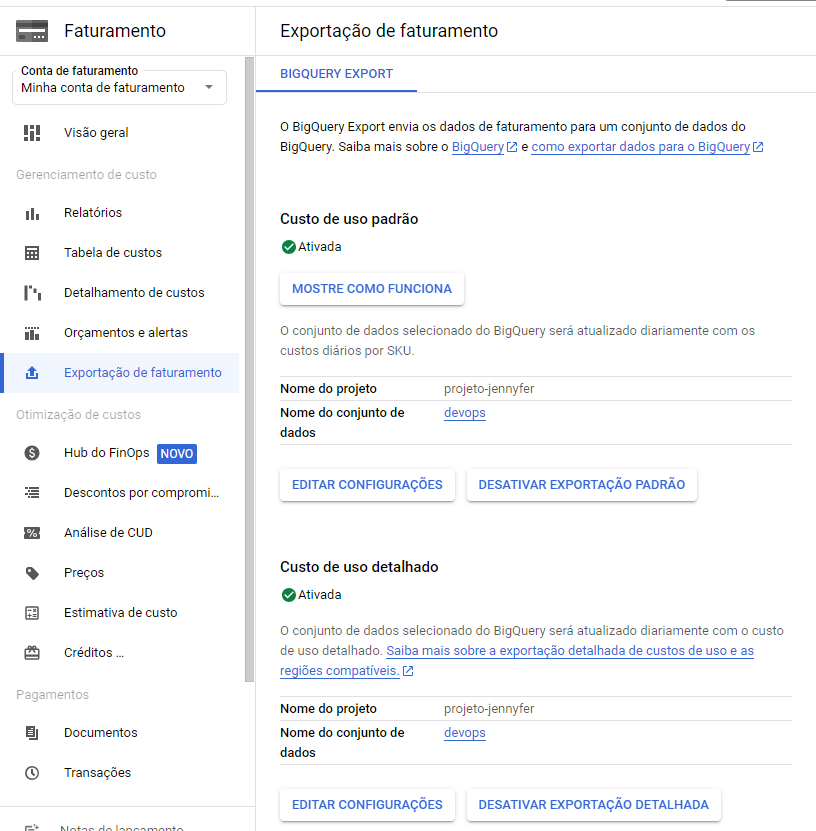 Faturamento
Conta de faturamento
Minha conta de faturamento
Visão geral
Gerenciamento de custo
Relatórios
Tabela de custos
Detalhamento de custos
Orçamentos e alertas
Exportação de faturamento
Otimização de custos
Hub do FinOps NOVO
Descontos por compromi...
Análise de CUD
Preços
Estimativa de custo
Créditos ...
Pagamentos
Documentos
Transações
Notas de lançamento
Exportação de faturamento
BIGQUERY EXPORT
O BigQuery Export envia os dados de faturamento para um conjunto de dados do
BigQuery. Saiba mais sobre o BigQuery e como exportar dados para o BigQuery
Custo de uso padrão
Ativada
MOSTRE COMO FUNCIONA
O conjunto de dados selecionado do BigQuery será atualizado diariamente com os
custos diários por SKU.
Nome do projeto projeto-jennyfer
Nome do conjunto de devops
dados
EDITAR CONFIGURAÇÕES DESATIVAR EXPORTAÇÃO PADRÃO
Custo de uso detalhado
Ativada
O conjunto de dados selecionado do BigQuery será atualizado diariamente com o custo
de uso detalhado. Saiba mais sobre a exportação detalhada de custos de uso e as
regiões compatíveis.
Nome do projeto projeto-jennyfer
Nome do conjunto de devops
dados
EDITAR CONFIGURAÇÕES DESATIVAR EXPORTAÇÃO DETALHADA